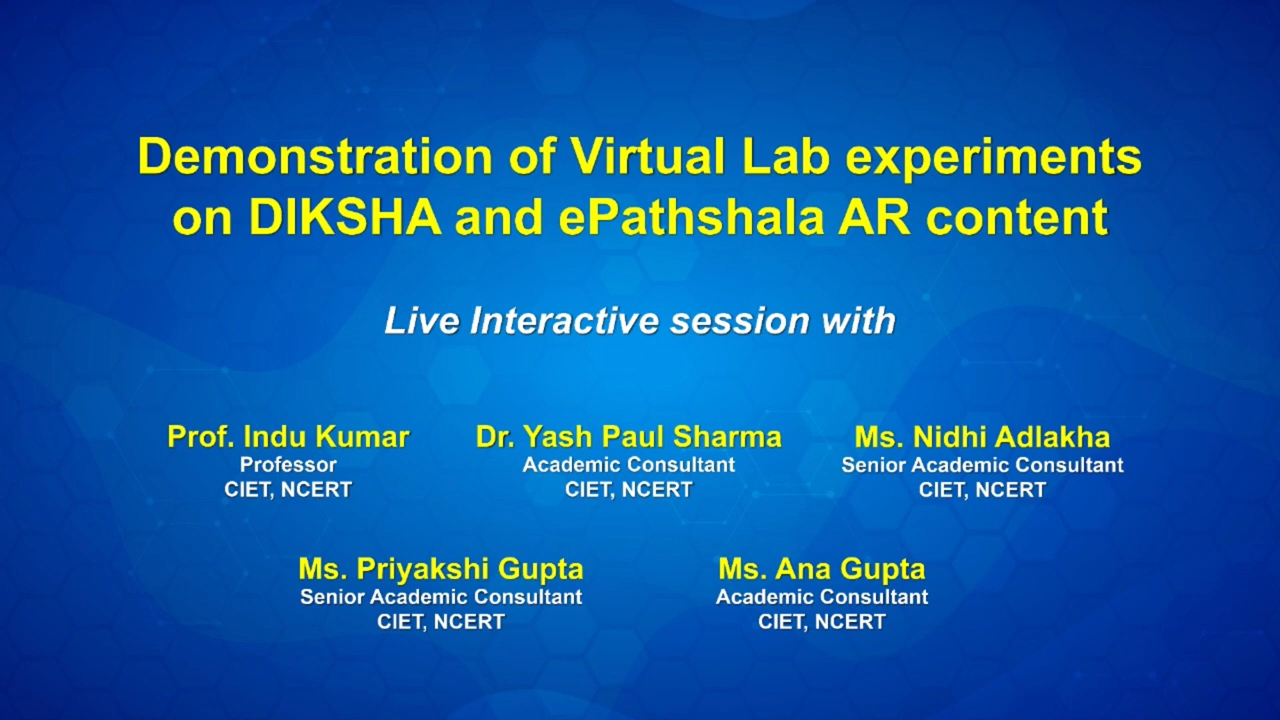 Demonstration of Virtual Lab experiments
on DIKSHA and ePathshala AR content
Live Interactive session with
Prof. Indu Kumar
Professor
CIET, NCERT
Dr. Yash Paul Sharma
Academic Consultant
CIET, NCERT
Ms. Nidhi Adlakha
Senior Academic Consultant
CIET, NCERT
Ms. Priyakshi Gupta
Senior Academic Consultant
CIET, NCERT
Ms. Ana Gupta
Academic Consultant
CIET, NCERT